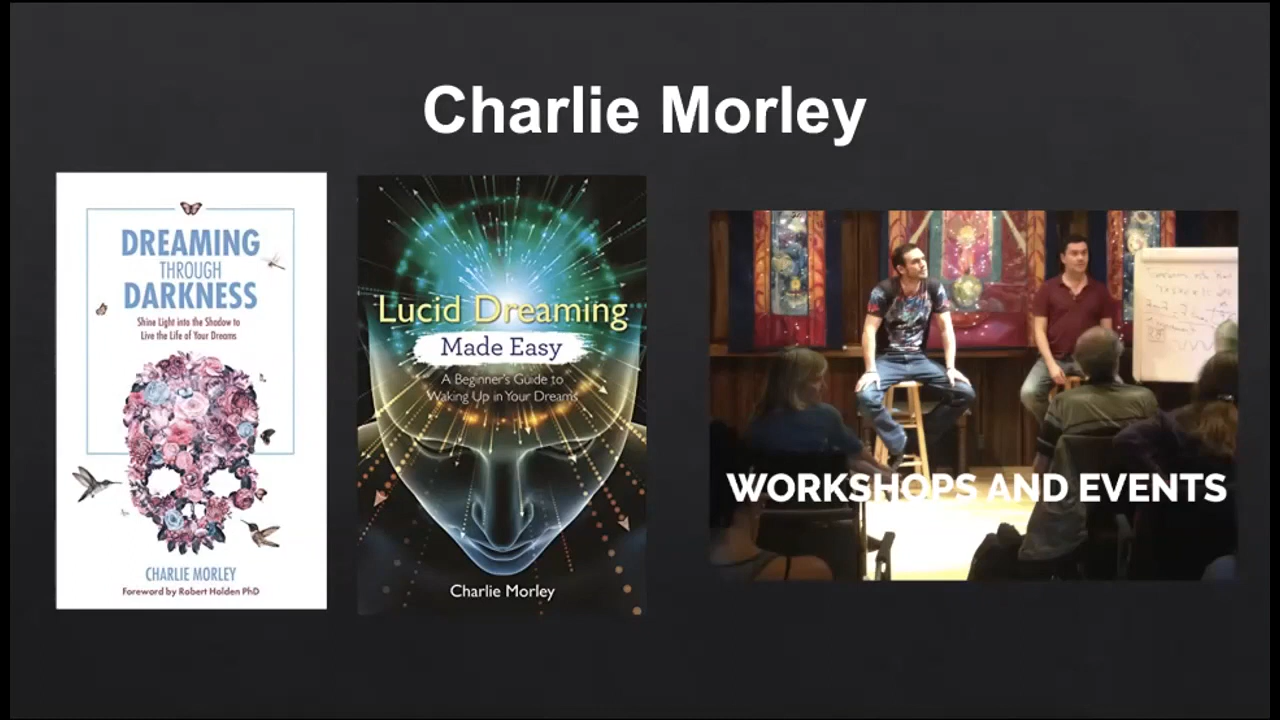 Charlie Morley
DREAMING
THROUGH
DARKNESS
Shine Light into the Shadow to
Live the Life of Your Dreams
CHARLIE MORLEY
Foreword by Robert Holden PhD
Lucid Dreaming
Made Easy
A Beginner's Guide to
Waking Up in Your Dreams
Charlie Morley
WORKSHOPS AND EVENTS